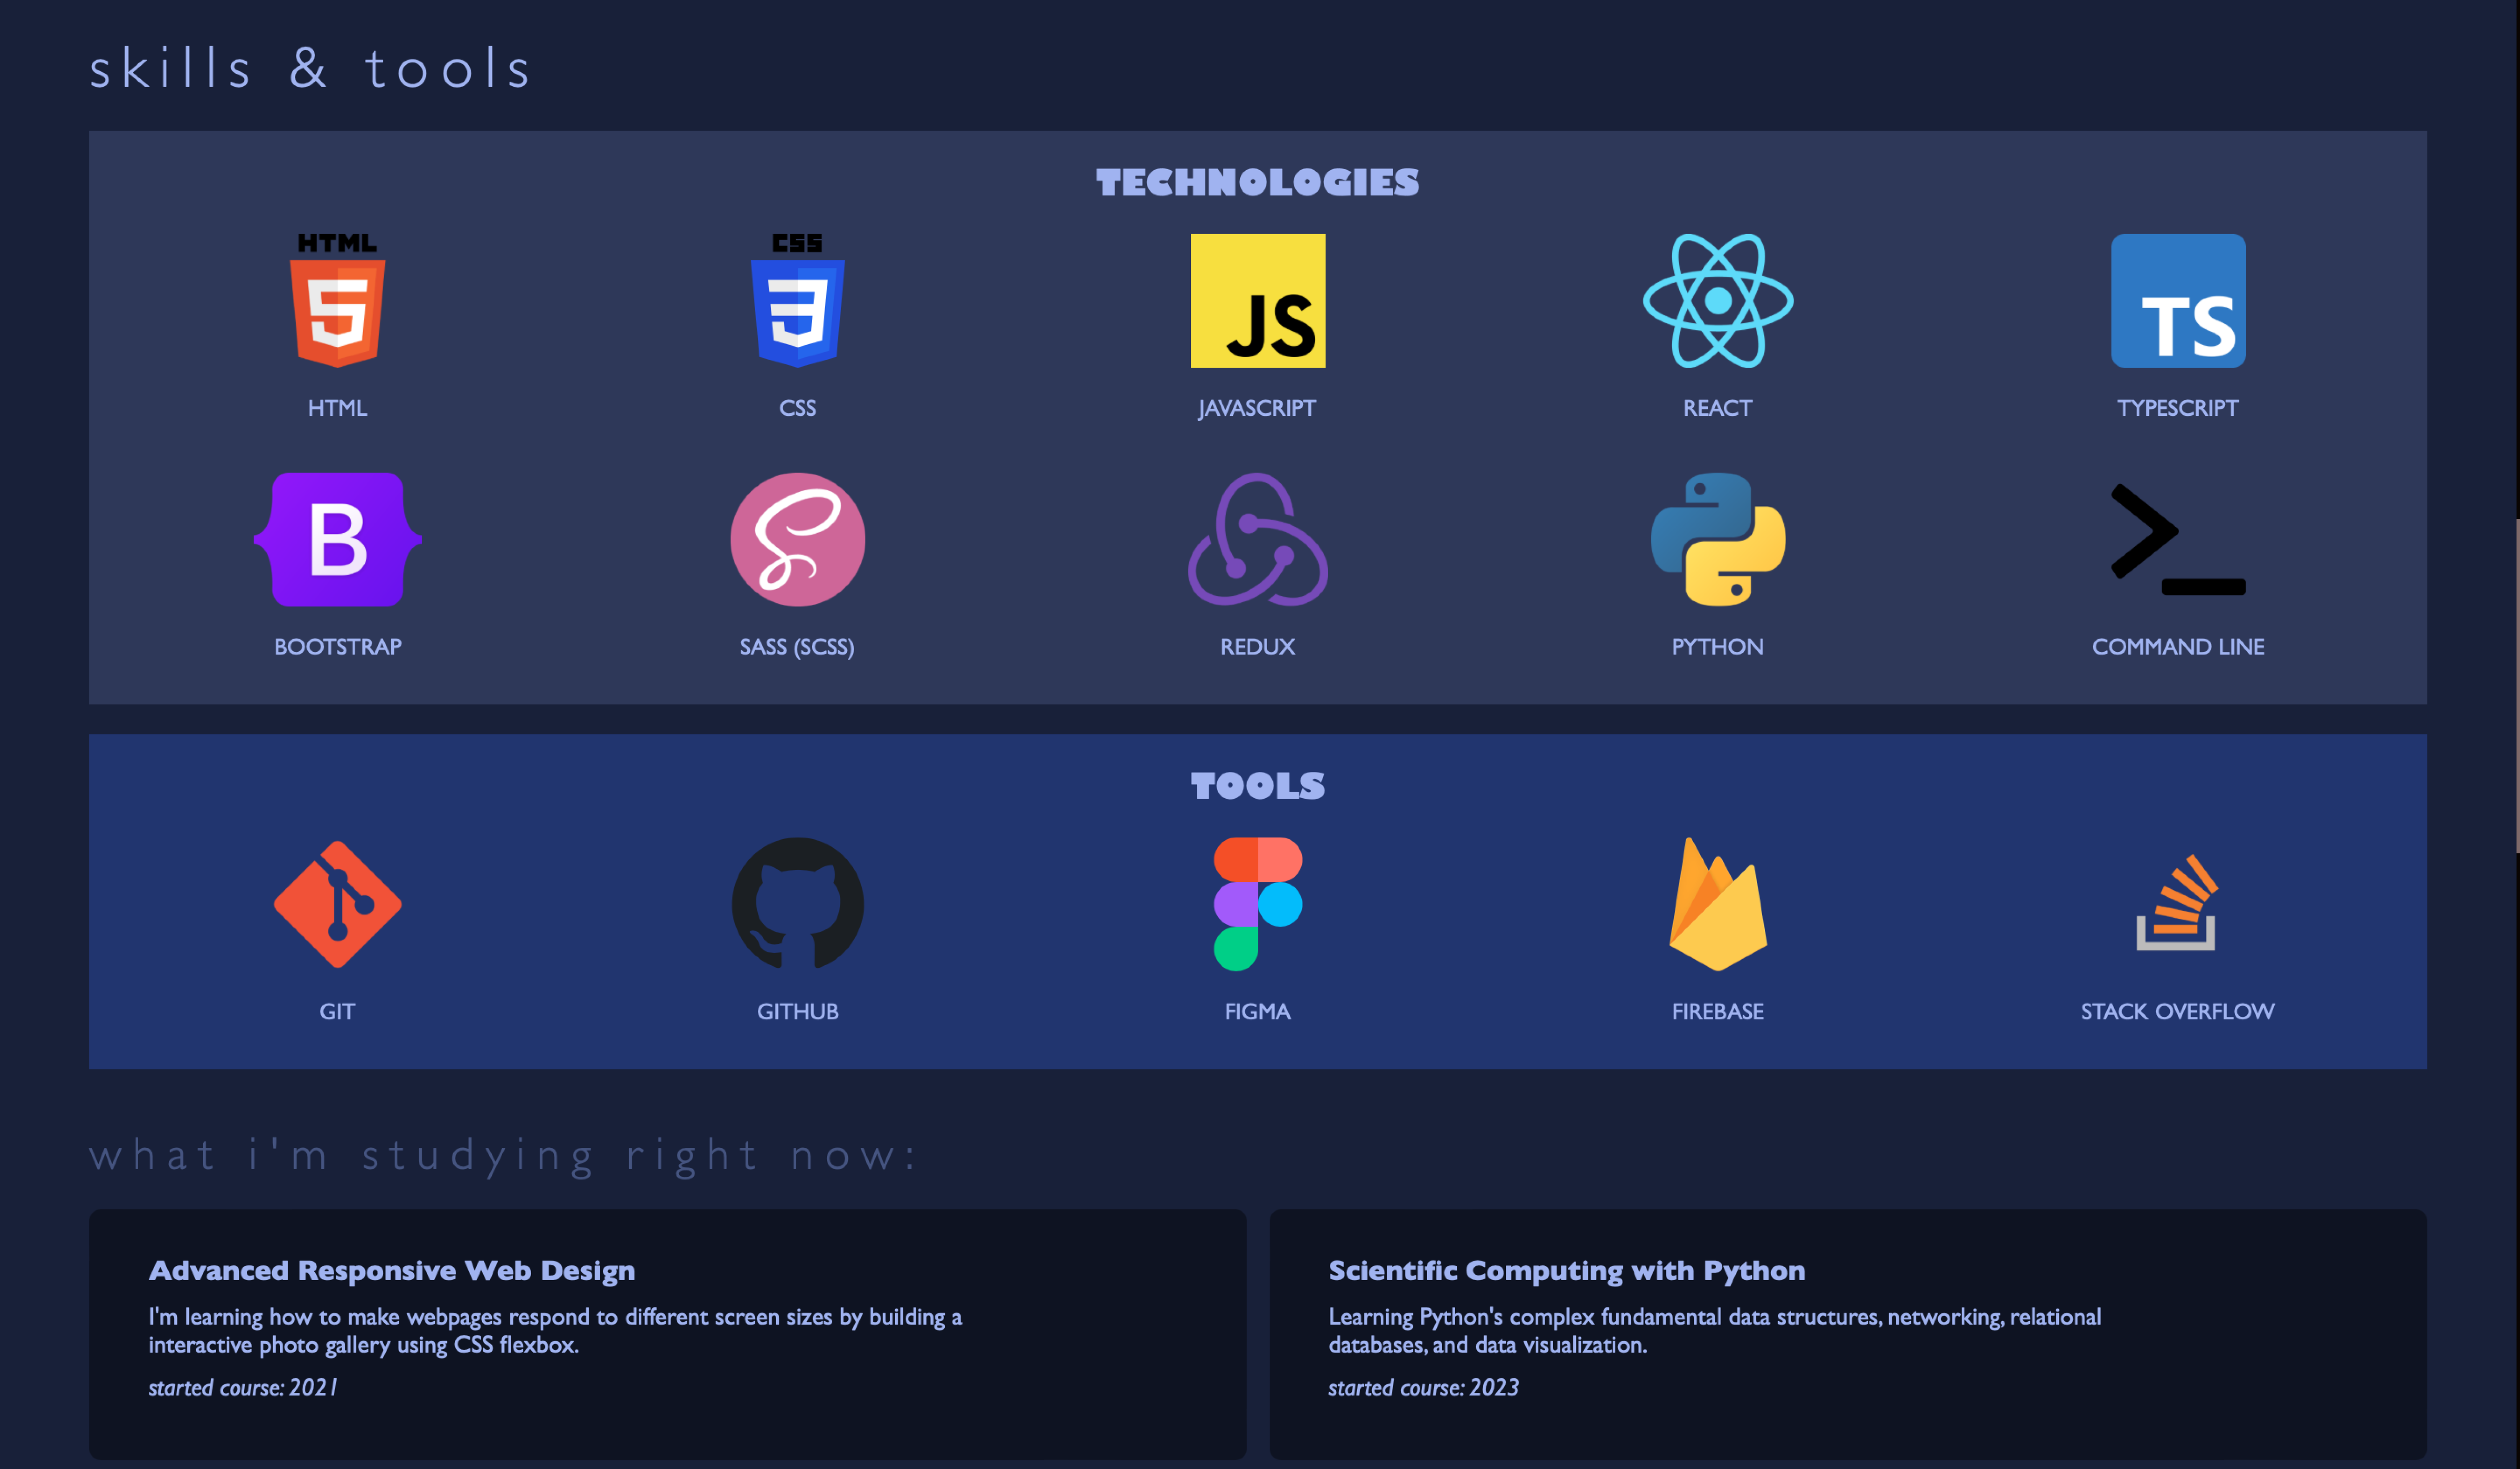 skills & tools
TECHNOLOGIES
HTML
CSS
JS
TS
HTML
CSS
JAVASCRIPT
REACT
TYPESCRIPT
B
BOOTSTRAP
SASS (SCSS)
REDUX
PYTHON
COMMAND LINE
TOOLS
GIT
GITHUB
FIGMA
FIREBASE
STACK OVERFLOW
what i'm studying right now:
Advanced Responsive Web Design
I'm learning how to make webpages respond to different screen sizes by building a
interactive photo gallery using CSS flexbox.
started course: 2021
Scientific Computing with Python
Learning Python's complex fundamental data structures, networking, relational
databases, and data visualization.
started course: 2023